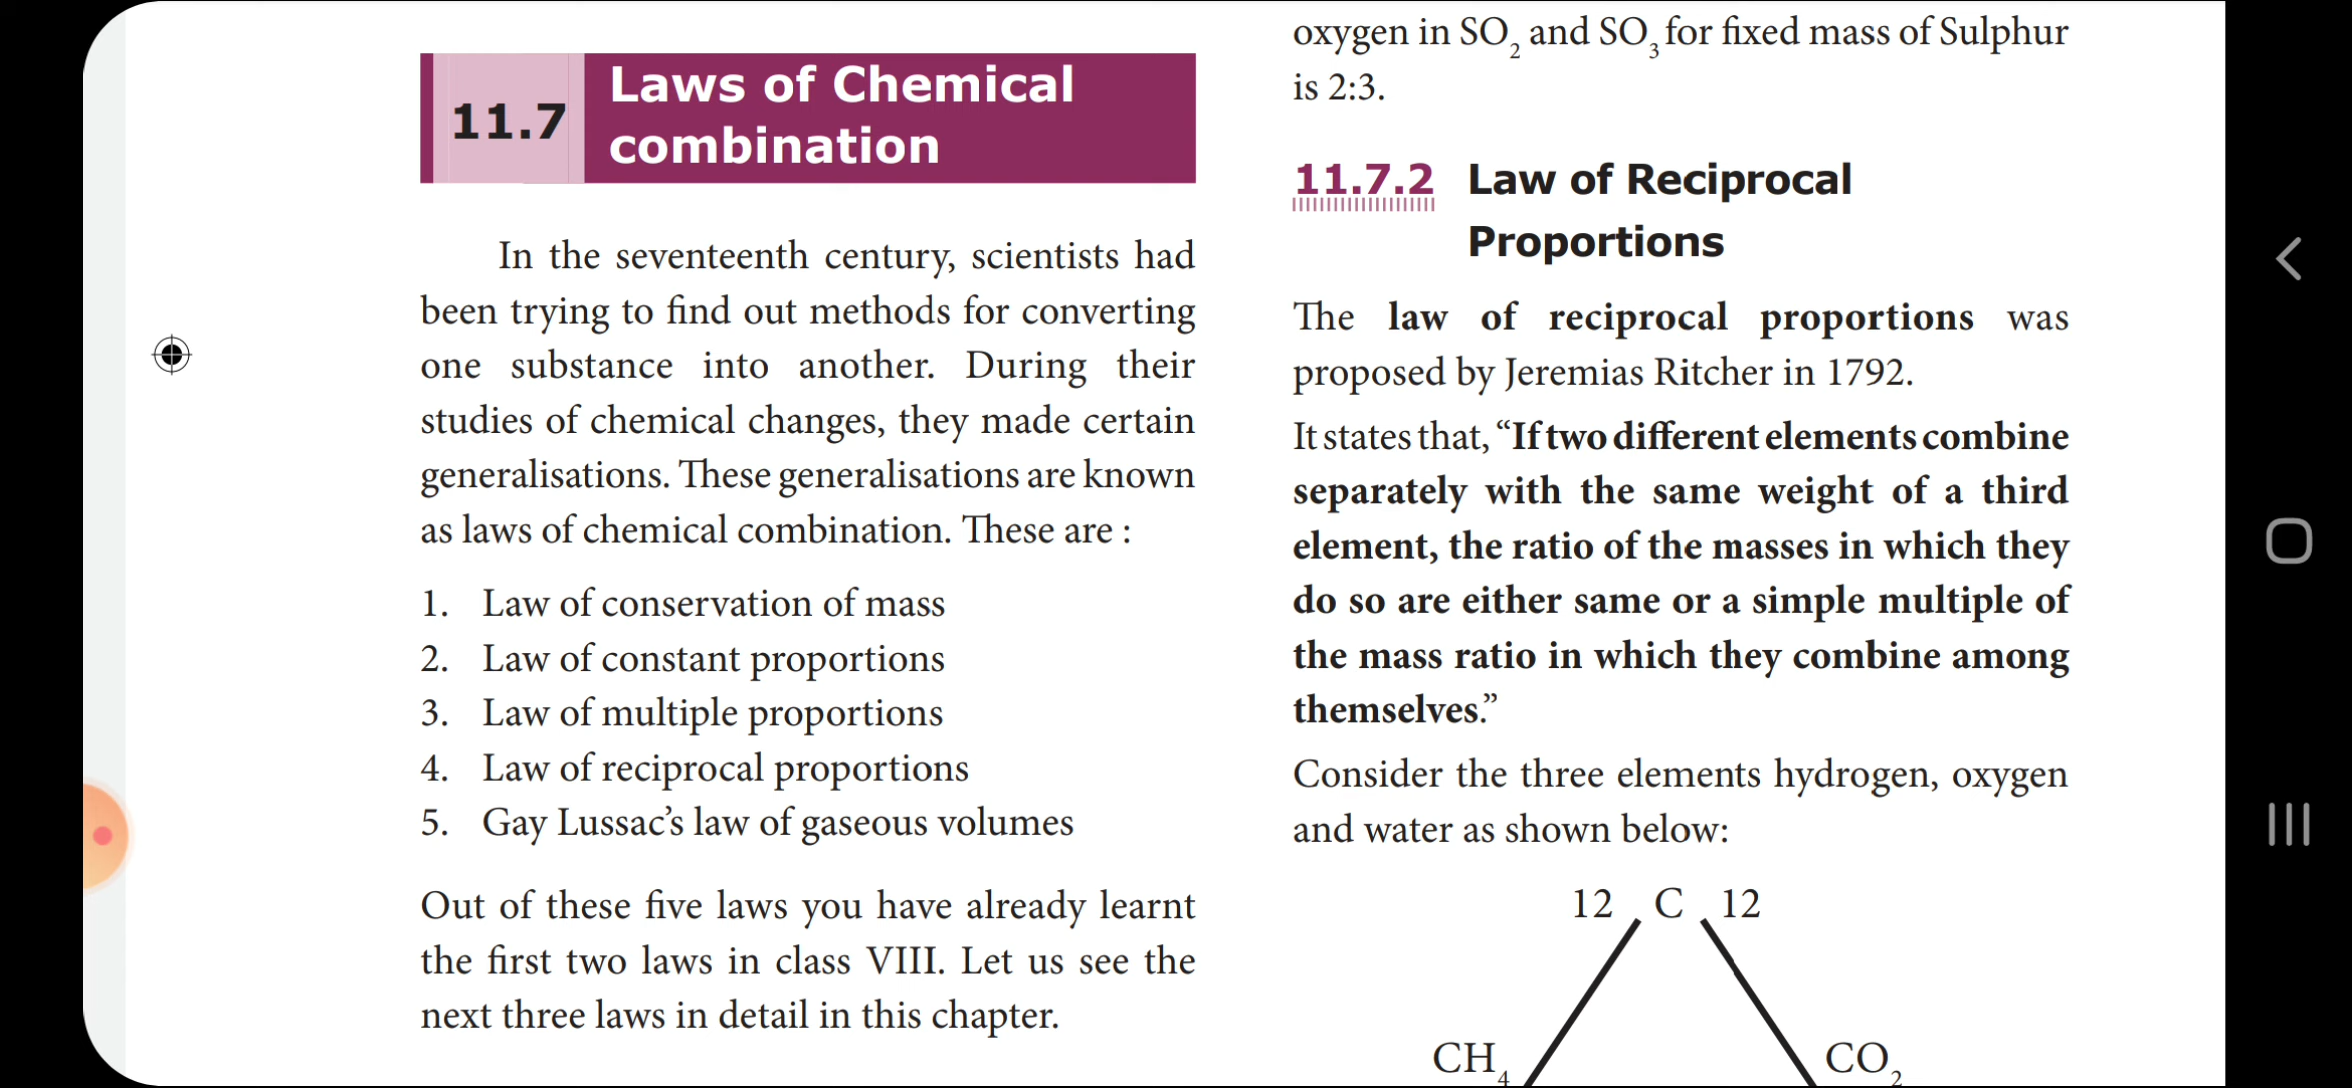 11.7 Laws of Chemical
combination
In the seventeenth century, scientists had
been trying to find out methods for converting
one substance into another. During their
studies of chemical changes, they made certain
generalisations. These generalisations are known
as laws of chemical combination. These are :
1. Law of conservation of mass
2. Law of constant proportions
3. Law of multiple proportions
4. Law of reciprocal proportions
5. Gay Lussac’s law of gaseous volumes
Out of these five laws you have already learnt
the first two laws in class VIII. Let us see the
next three laws in detail in this chapter.
oxygen in SO₂ and SO₃ for fixed mass of Sulphur
is 2:3.
11.7.2 Law of Reciprocal
Proportions
The law of reciprocal proportions was
proposed by Jeremias Ritcher in 1792.
It states that, “If two different elements combine
separately with the same weight of a third
element, the ratio of the masses in which they
do so are either same or a simple multiple of
the mass ratio in which they combine among
themselves.”
Consider the three elements hydrogen, oxygen
and water as shown below:
12 C 12
CH₄ CO₂